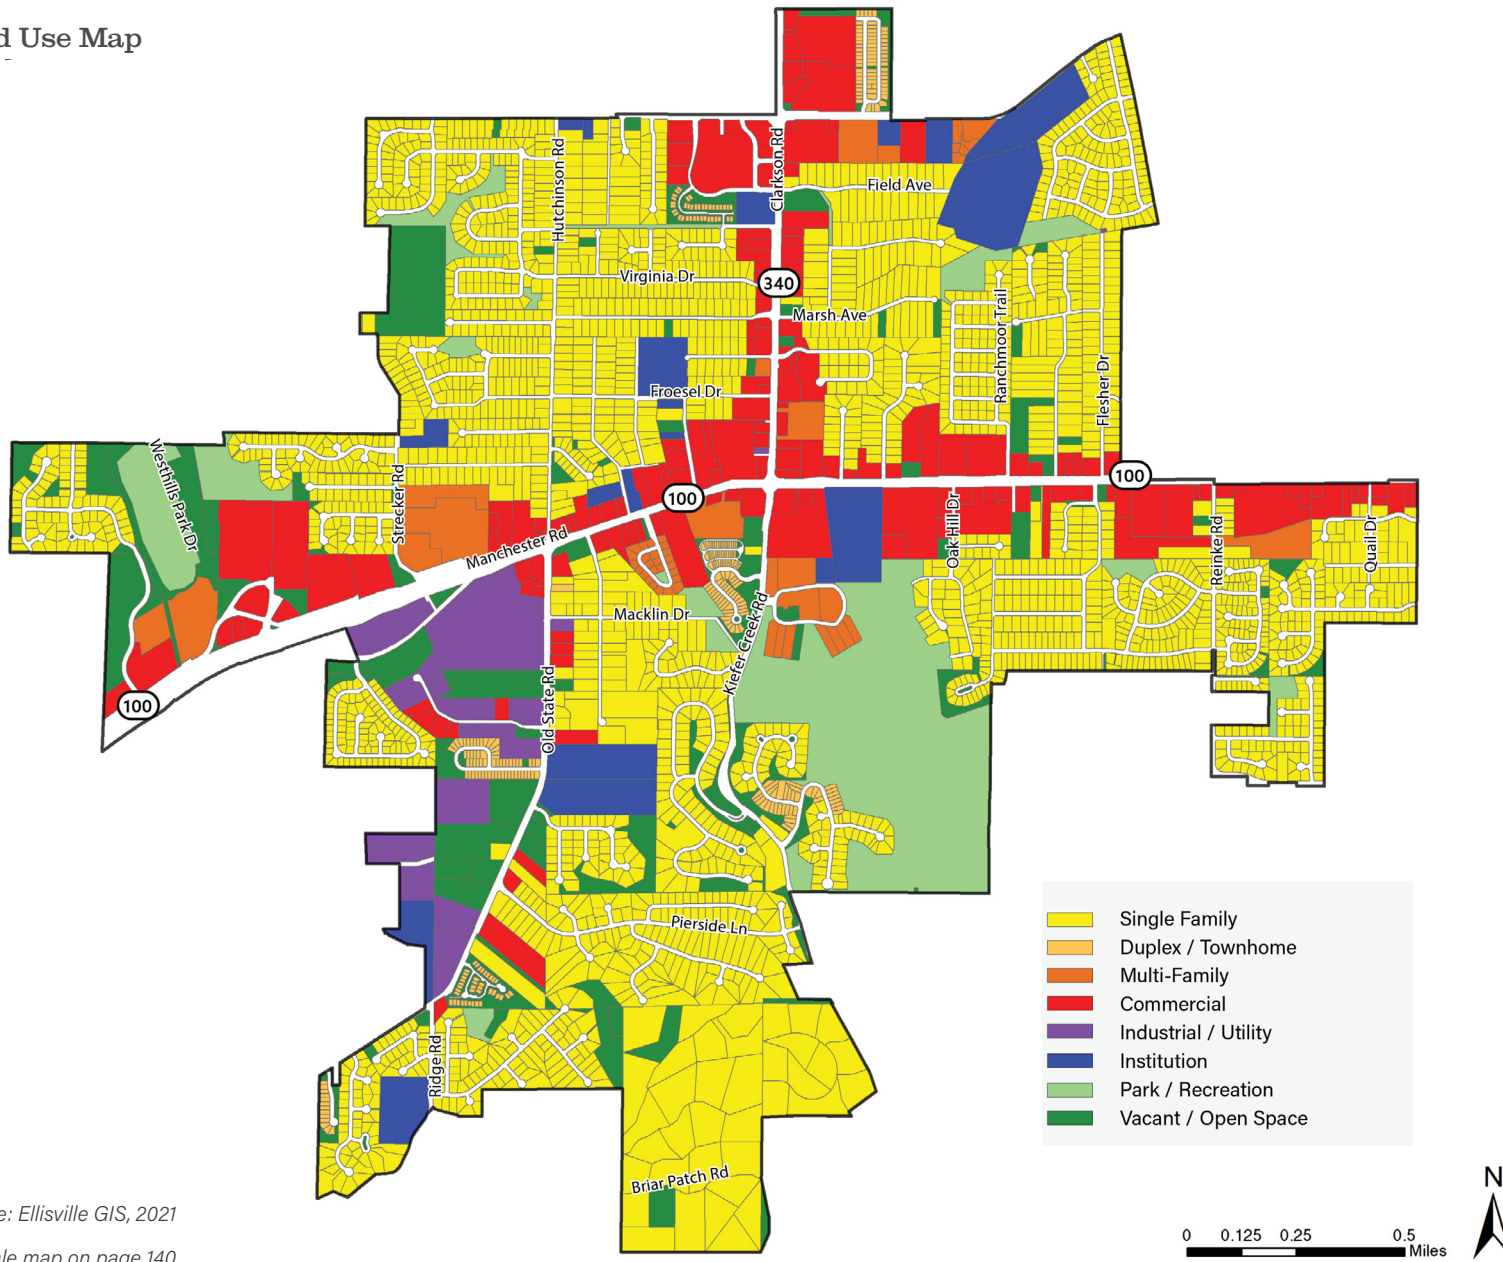 d Use Map
Clarkson Rd
Hutchinson Rd
Field Ave
Virginia Dr
340
Marsh Ave
Ranchmoor Trail
Flesher Dr
Froesel Dr
Westhills Park Dr
Strecker Rd
100
100
Manchester Rd
Oak Hill Dr
Reinke Rd
Quail Dr
Macklin Dr
Kiefer Creek Rd
Old State Rd
100
Pierside Ln
Ridge Rd
Briar Patch Rd
Single Family
Duplex / Townhome
Multi-Family
Commercial
Industrial / Utility
Institution
Park / Recreation
Vacant / Open Space
e: Ellisville GIS, 2021
ale map on page 140
N
0 0.125 0.25 0.5
Miles